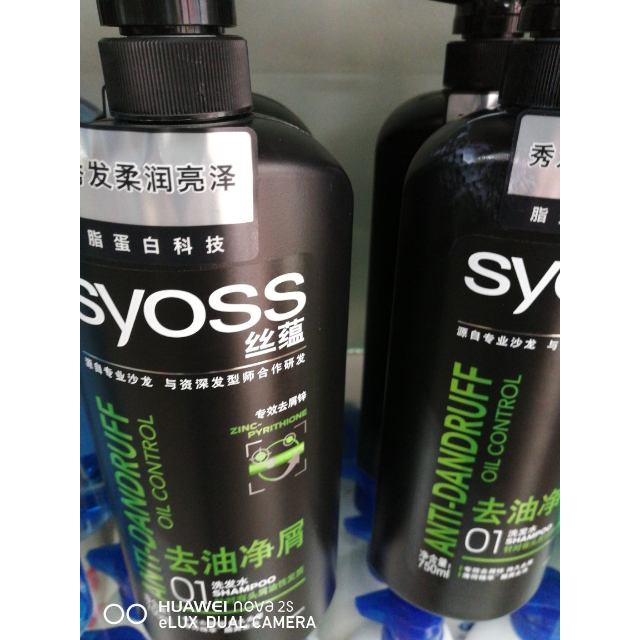 发柔润亮泽
脂蛋白科技
syoss
丝蕴
源自专业沙龙 与资深发型师合作研发
专效去屑锌
ZINC-
PYRITHIONE
ANTI-DANDRUFF
OIL CONTROL
去油净屑
01
洗发水
SHAMPOO
秀
脂
syo
源自专业沙龙 与
ANTI-DANDRUFF
OIL CONTROL
去油净
01
洗发水
SHAMPOO
净含量:
750ml
HUAWEI nova 2S
eLUX DUAL CAMERA